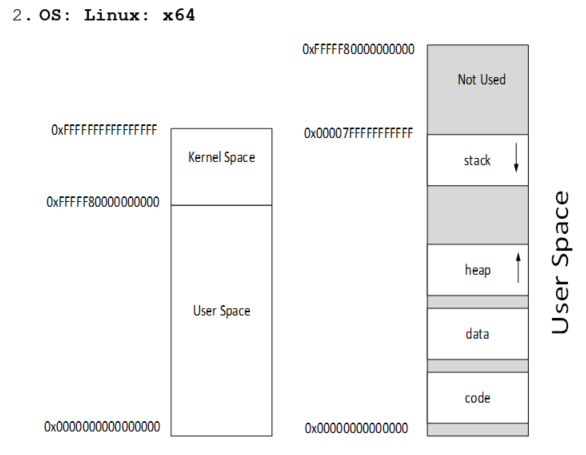 2. OS: Linux: x64
0xFFFFF80000000000
Not Used
0xFFFFFFFFFFFFFFFF
0x00007FFFFFFFFFFF
Kernel Space
stack
0xFFFFF80000000000
User Space
heap
User Space
data
code
0x0000000000000000
0x00000000000000